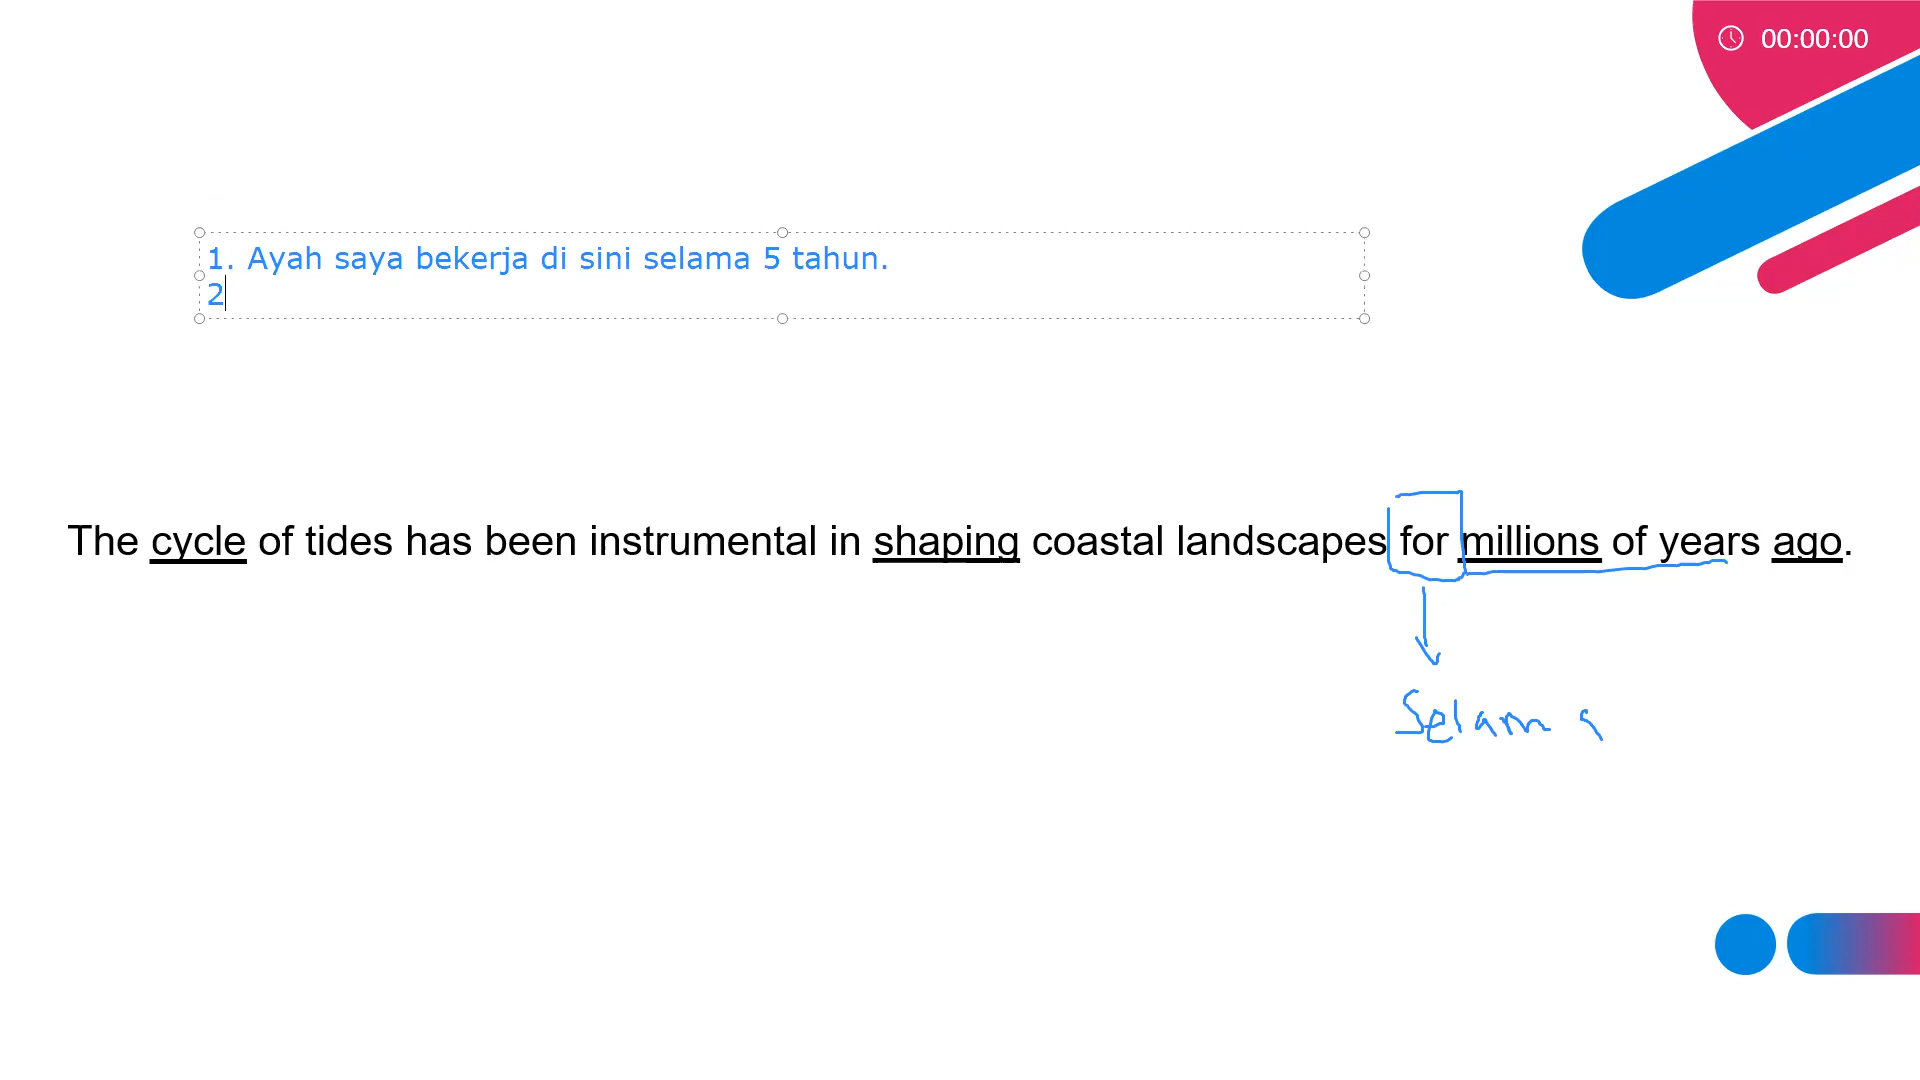 00:00:00
1. Ayah saya bekerja di sini selama 5 tahun.
2
The cycle of tides has been instrumental in shaping coastal landscapes for millions of years ago.
Selam